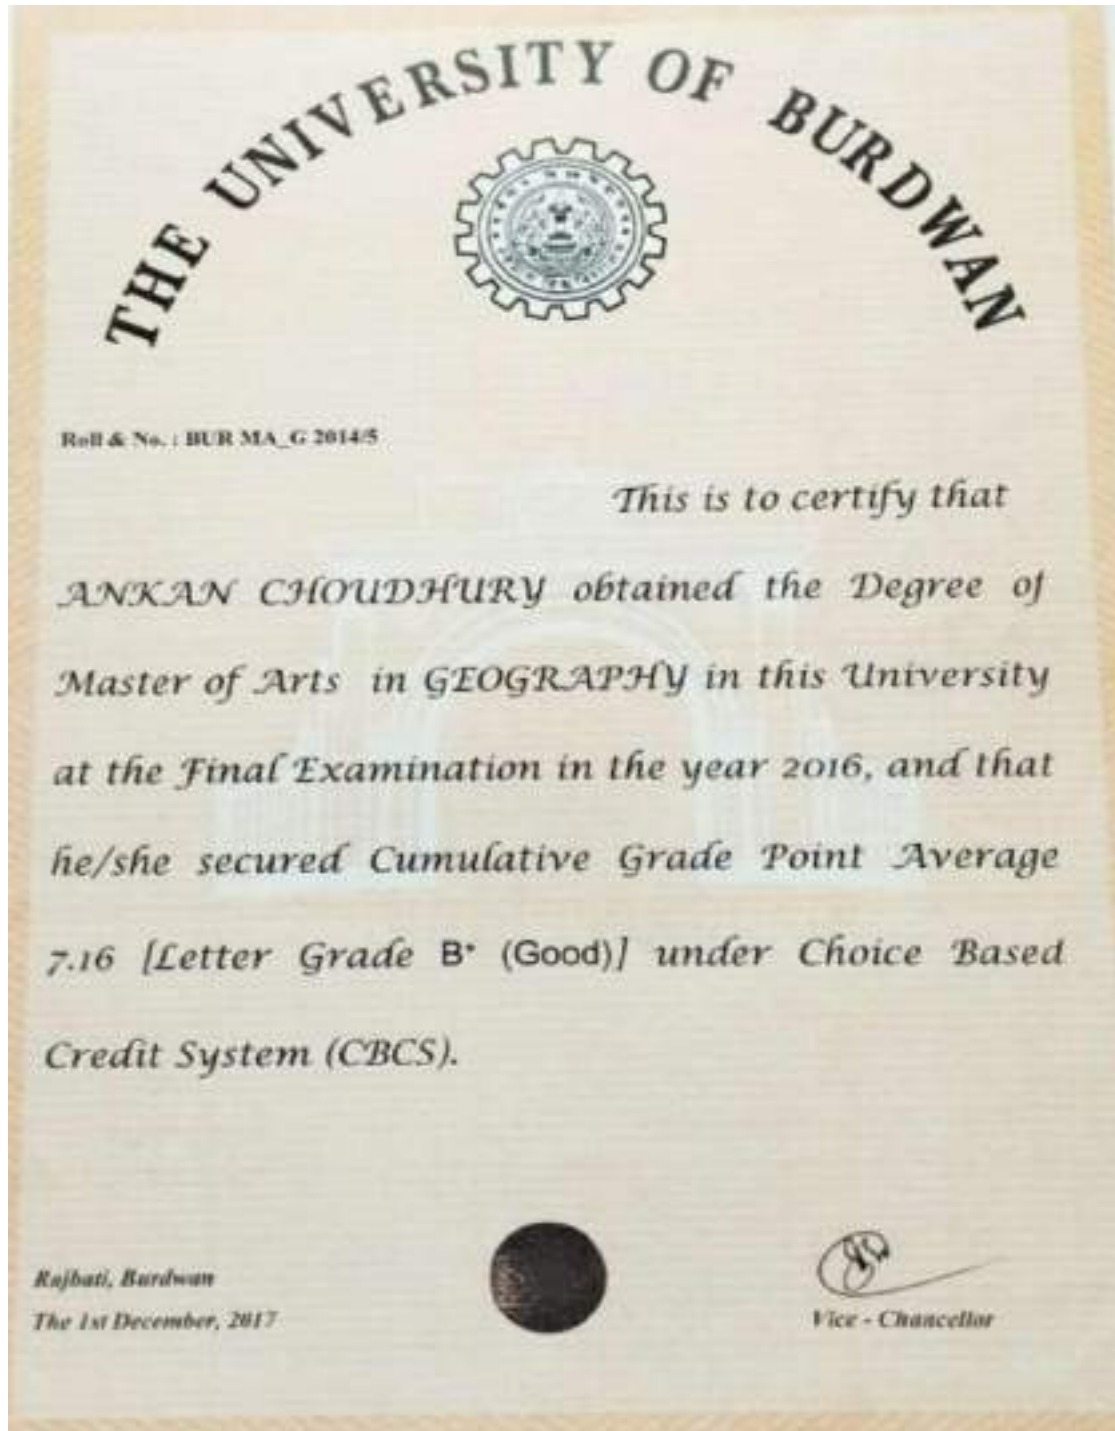 THE UNIVERSITY OF BURDWAN
Roll & No. : BUR MA_G 2014/5
This is to certify that
ANKAN CHOUDHURY obtained the Degree of
Master of Arts in GEOGRAPHY in this University
at the Final Examination in the year 2016, and that
he/she secured Cumulative Grade Point Average
7.16 [Letter Grade B⁺ (Good)] under Choice Based
Credit System (CBCS).
Rajbati, Burdwan
The 1st December, 2017
Vice - Chancellor